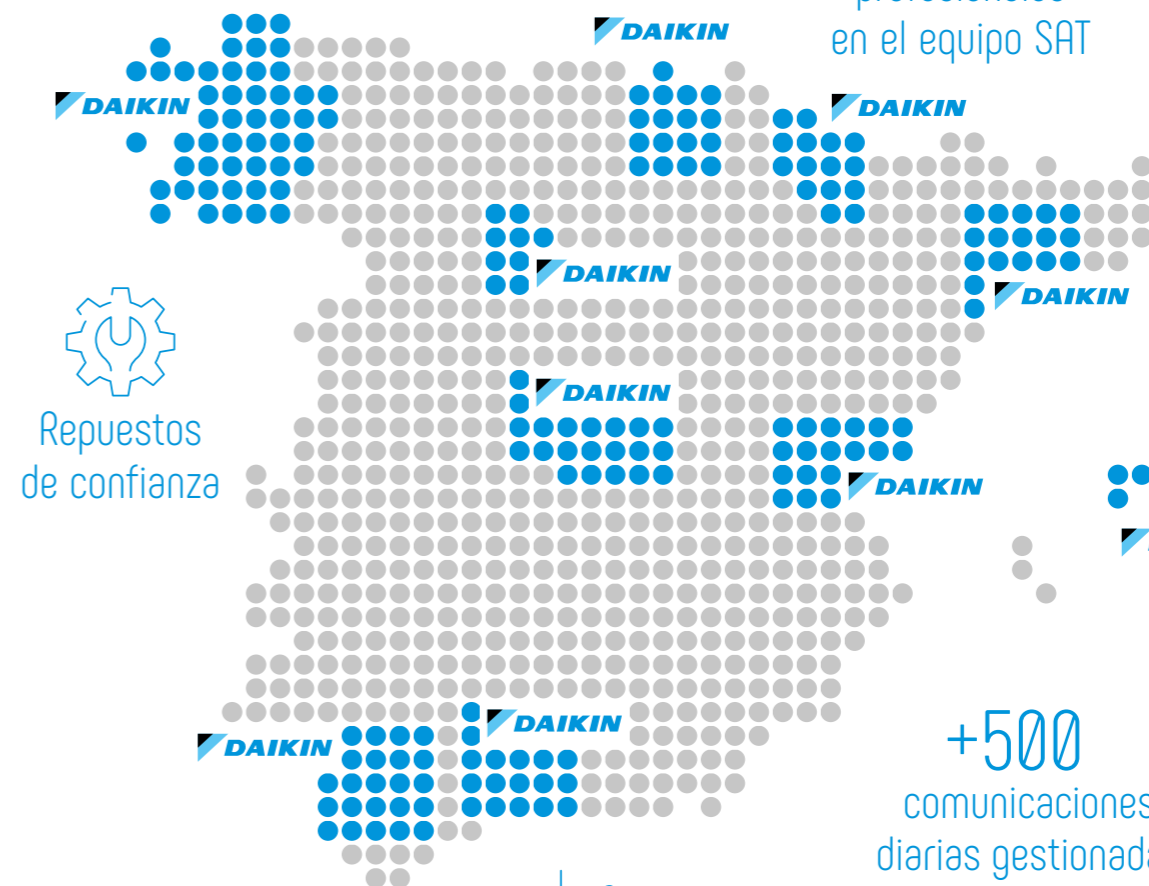 en el equipo SAT
DAIKIN
DAIKIN
DAIKIN
DAIKIN
DAIKIN
DAIKIN
Repuestos
de confianza
DAIKIN
DAIKIN
DAIKIN
+500
comunicaciones
diarias